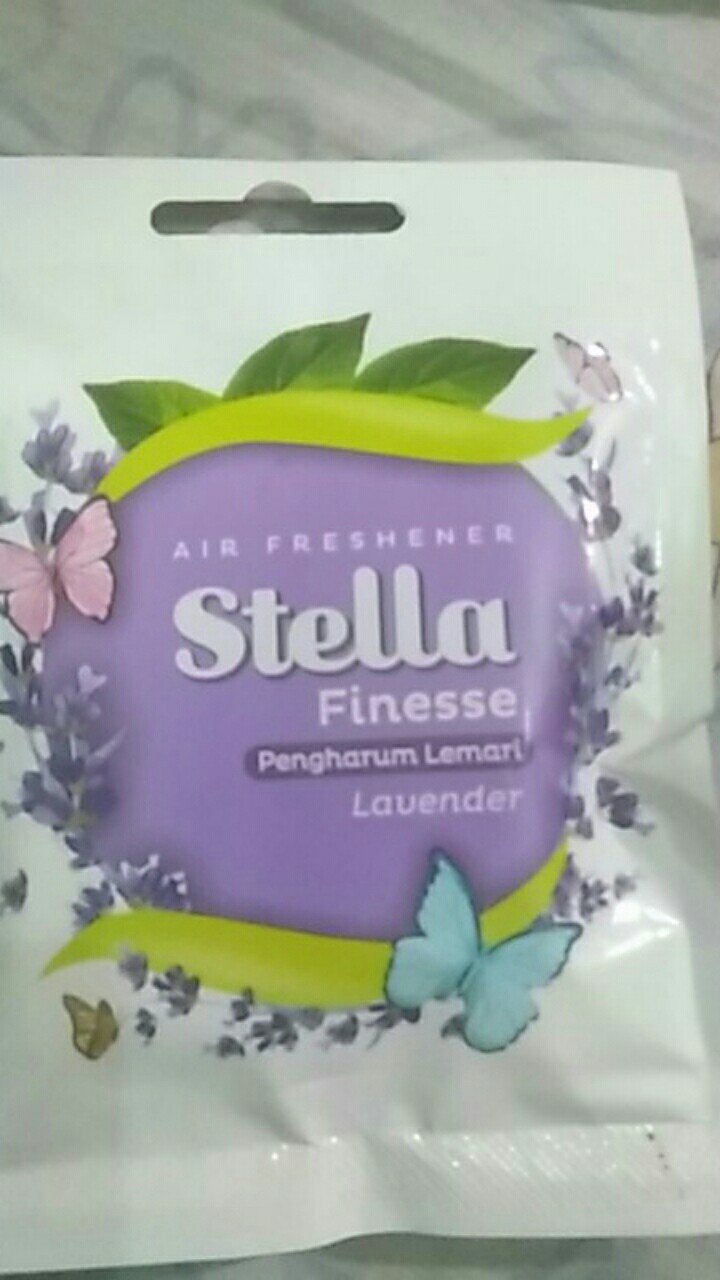 AIR FRESHENER
Stella
Finesse
Pengharum Lemari
Lavender